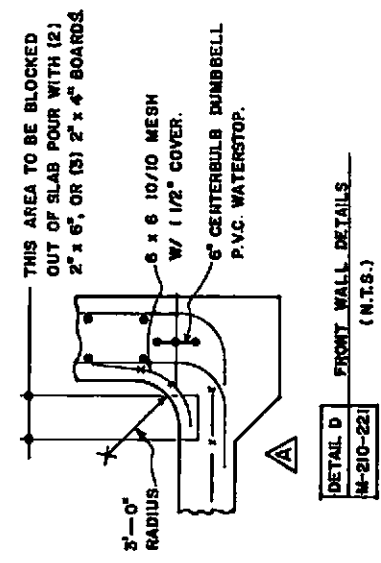 THIS AREA TO BE BLOCKED
OUT OF SLAB POUR WITH (2)
2" x 6", OR (3) 2" x 4" BOARDS.
6 x 6 10/10 MESH
W/ 1 1/2" COVER.
6" CENTERBULB DUMBBELL
P.V.C. WATERSTOP.
3'-0"
RADIUS
A
DETAIL D
M-210-221
FRONT WALL DETAILS
(N.T.S.)